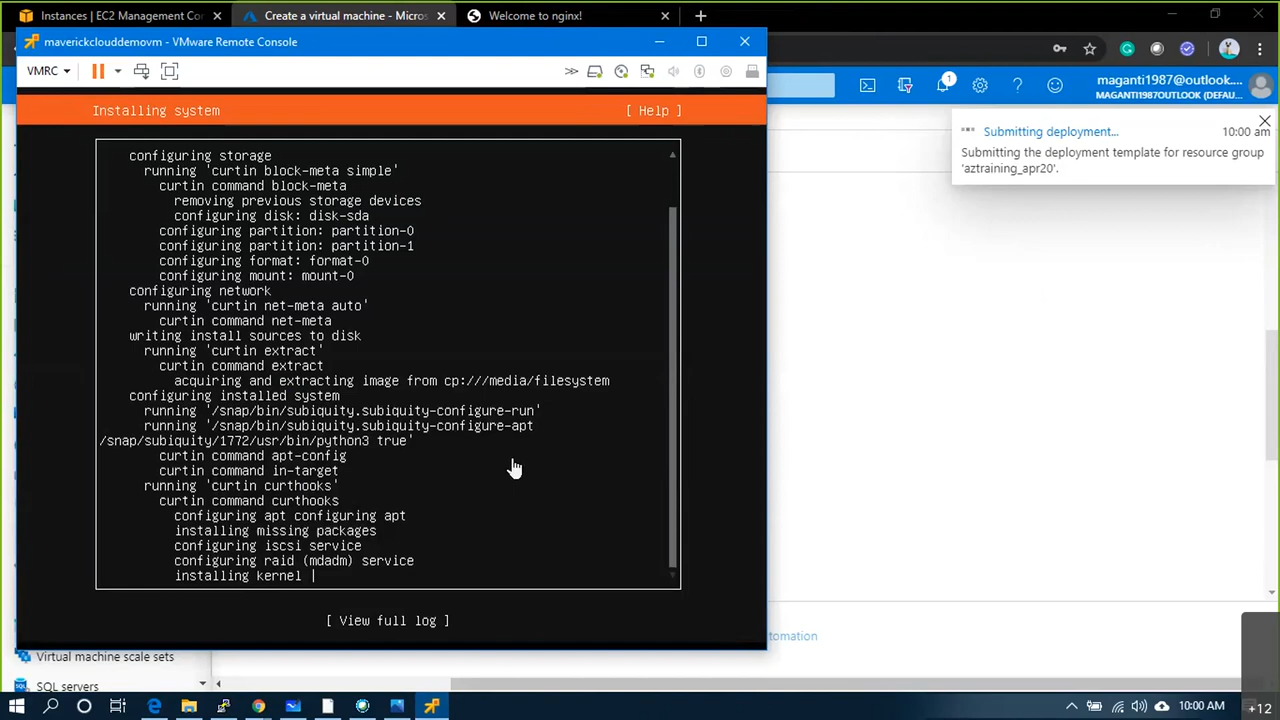 Instances | EC2 Management Con
Create a virtual machine - Micros
Welcome to nginx!
maverickclouddemovm - VMware Remote Console
VMRC
1
maganti1987@outlook....
MAGANTI1987OUTLOOK (DEFAU...
Installing system
[ Help ]
Submitting deployment...
10:00 am
Submitting the deployment template for resource group
'aztraining_apr20'.
configuring storage
running 'curtin block-meta simple'
curtin command block-meta
removing previous storage devices
configuring disk: disk-sda
configuring partition: partition-0
configuring partition: partition-1
configuring format: format-0
configuring mount: mount-0
configuring network
running 'curtin net-meta auto'
curtin command net-meta
writing install sources to disk
running 'curtin extract'
curtin command extract
acquiring and extracting image from cp:///media/filesystem
configuring installed system
running '/snap/bin/subiquity.subiquity-configure-run'
running '/snap/bin/subiquity.subiquity-configure-apt
/snap/subiquity/1772/usr/bin/python3 true'
curtin command apt-config
curtin command in-target
running 'curtin curthooks'
curtin command curthooks
configuring apt configuring apt
installing missing packages
configuring iscsi service
configuring raid (mdadm) service
installing kernel |
[ View full log ]
tomation
Virtual machine scale sets
SQL servers
10:00 AM
+12